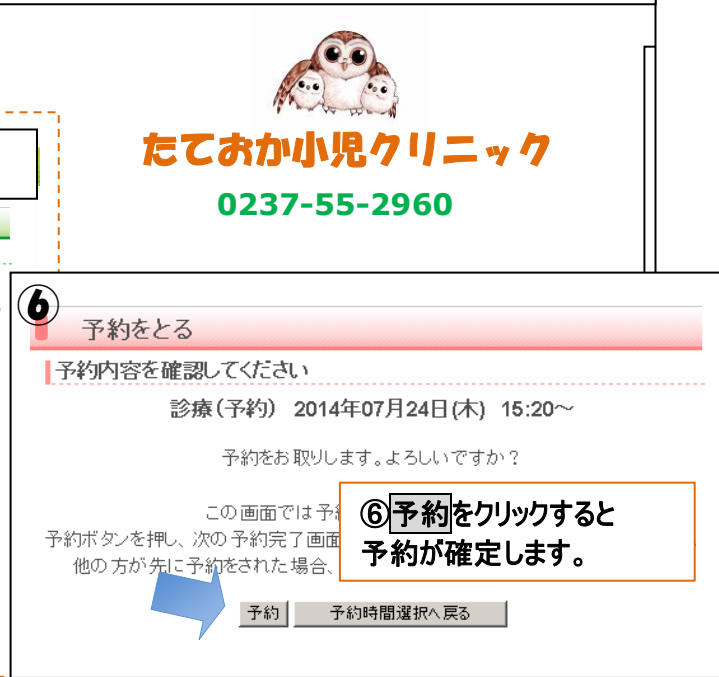 たておか小児クリニック
0237-55-2960
⑥
予約をとる
予約内容を確認してください
診療(予約) 2014年07月24日(木) 15:20～
予約をお取りします。よろしいですか？
この画面では予
予約ボタンを押し、次の予約完了画面
他の方が先に予約をされた場合、
⑥予約をクリックすると
予約が確定します。
予約 予約時間選択へ戻る